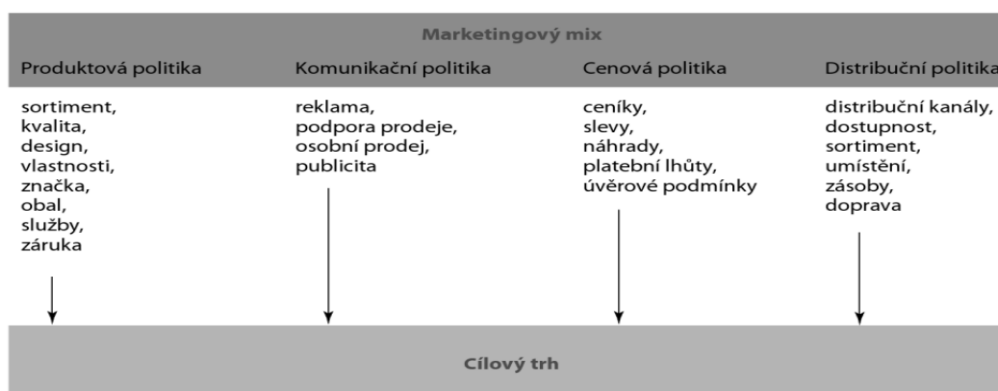 Marketingový mix
Produktová politika
Komunikační politika
Cenová politika
Distribuční politika
sortiment,
kvalita,
design,
vlastnosti,
značka,
obal,
služby,
záruka
reklama,
podpora prodeje,
osobní prodej,
publicita
ceníky,
slevy,
náhrady,
platební lhůty,
úvěrové podmínky
distribuční kanály,
dostupnost,
sortiment,
umístění,
zásoby,
doprava
Cílový trh